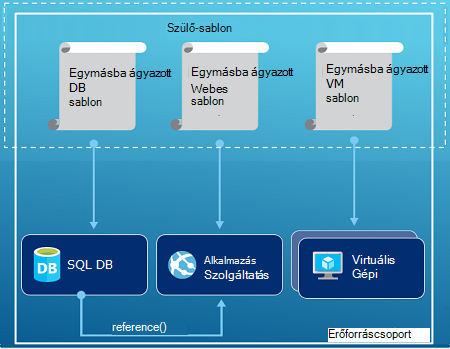 Szülő-sablon
Egymásba ágyazott
DB
sablon
Egymásba ágyazott
Webes
sablon
Egymásba ágyazott
VM
sablon
DB
SQL DB
Alkalmazás
Szolgáltatás
Virtuális
Gépi
reference()
Erőforráscsoport